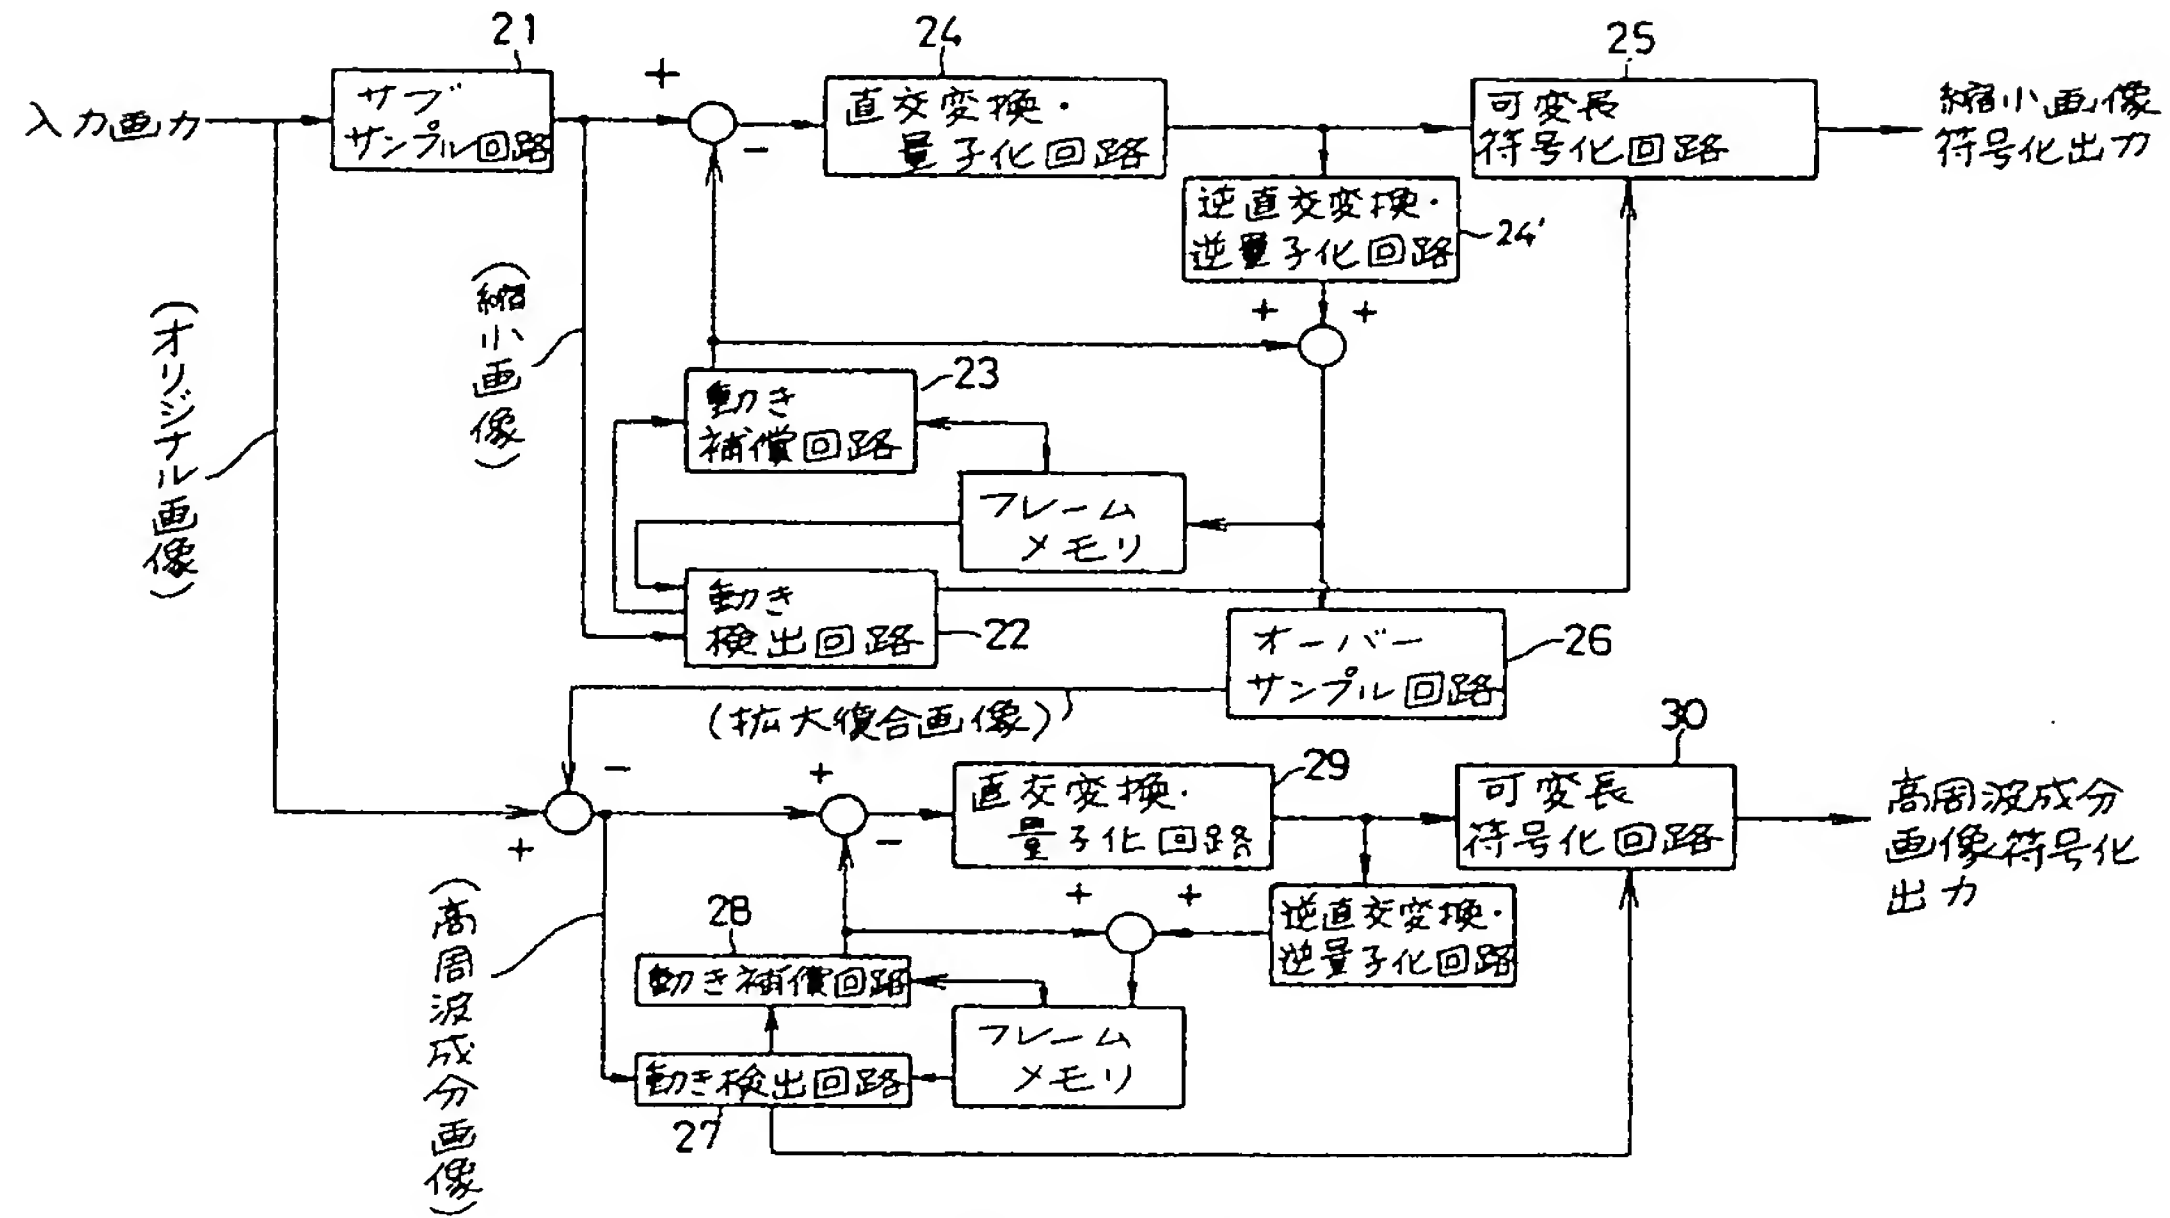 21
24
25
入力画力
サブ
サンプル回路
+
-
直交変換・
量子化回路
可変長
符号化回路
縮小画像
符号化出力
逆直交変換・
逆量子化回路
24'
+
+
(オリジナル画像)
(縮小画像)
23
動き
補償回路
フレーム
メモリ
動き
検出回路
22
オーバー
サンプル回路
26
(拡大復合画像)
30
-
+
+
-
直交変換・
量子化回路
29
可変長
符号化回路
高周波成分
画像符号化
出力
(高周波成分画像)
28
+
+
逆直交変換・
逆量子化回路
動き補償回路
フレーム
メモリ
動き検出回路
27